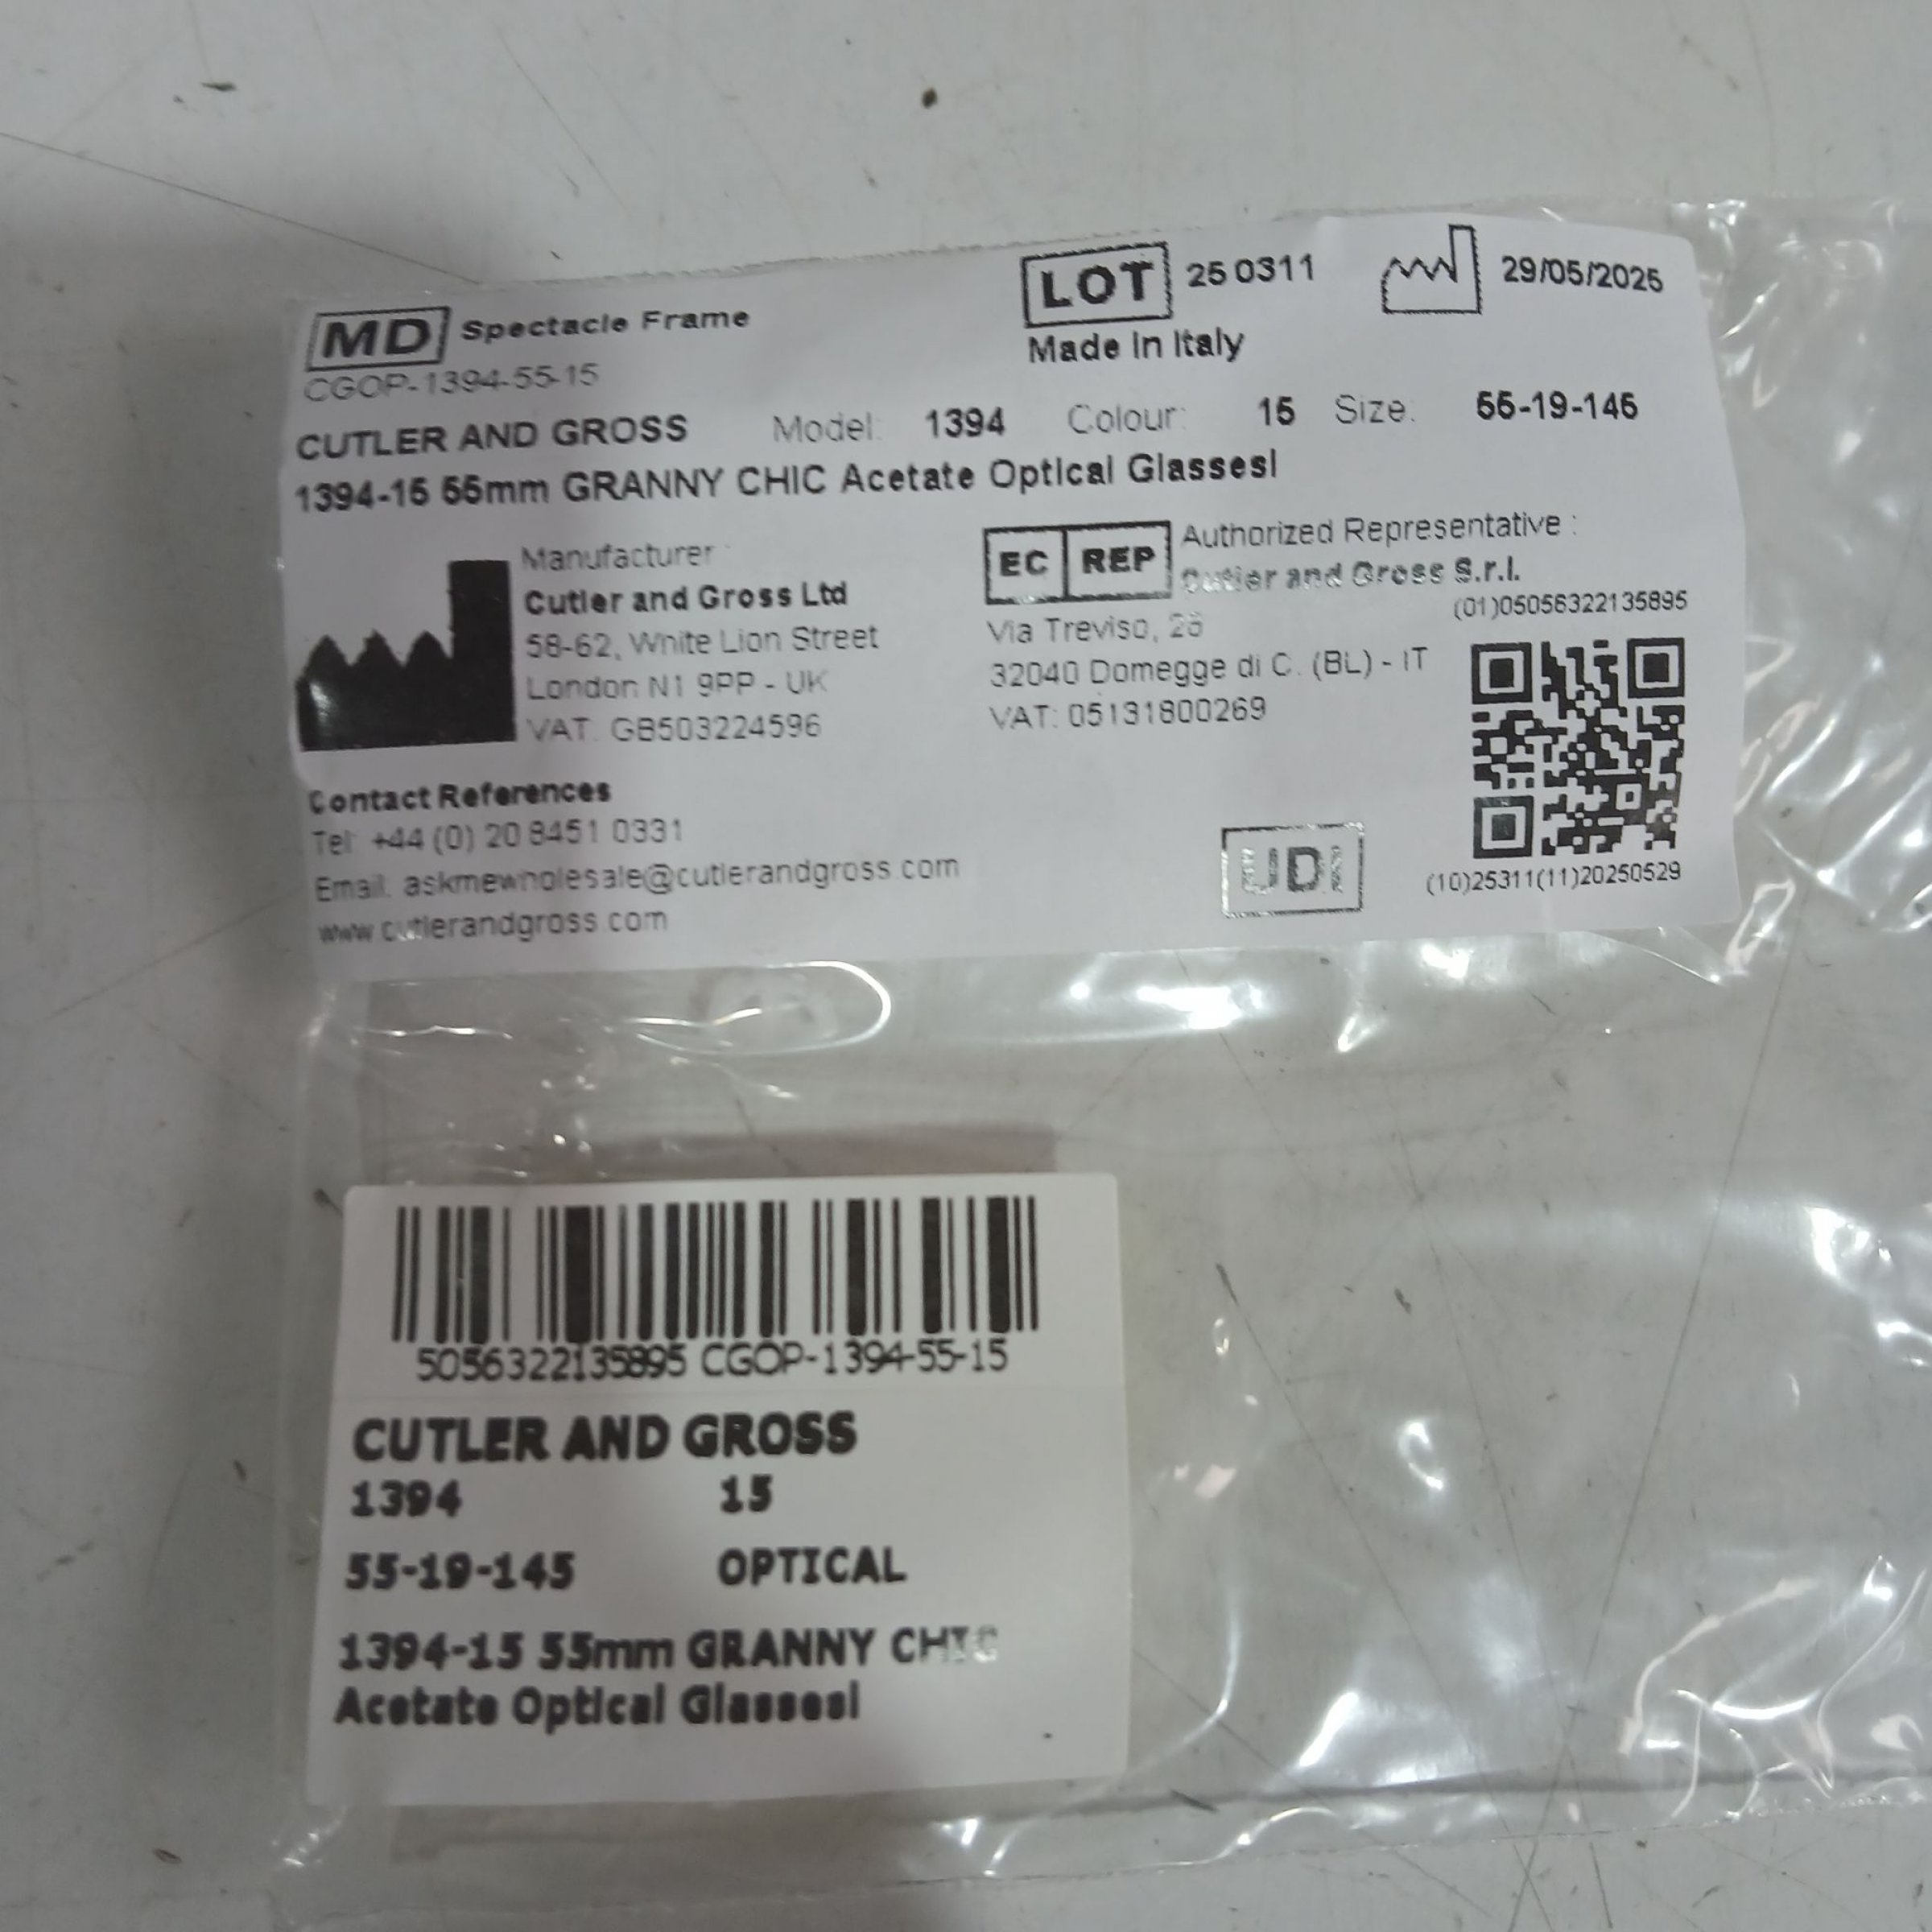 MD Spectacle Frame
LOT 250311 29/05/2025
Made In Italy
CGOP-1394-55-15
CUTLER AND GROSS Model: 1394 Colour: 15 Size: 55-19-145
1394-15 55mm GRANNY CHIC Acetate Optical Glassesl
Manufacturer :
Cutler and Gross Ltd
58-62, White Lion Street
London N1 9PP - UK
VAT: GB503224596
EC REP Authorized Representative :
Cutler and Gross S.r.l.
Via Treviso, 26
32040 Domegge di C. (BL) - IT
VAT: 05131800269
(01)05056322135895
(10)25311(11)20250529
UDI
Contact References
Tel: +44 (0) 20 8451 0331
Email: askmewholesale@cutlerandgross.com
www.cutlerandgross.com
5056322135895 CGOP-1394-55-15
CUTLER AND GROSS
1394 15
55-19-145 OPTICAL
1394-15 55mm GRANNY CHIC
Acetate Optical Glassesl